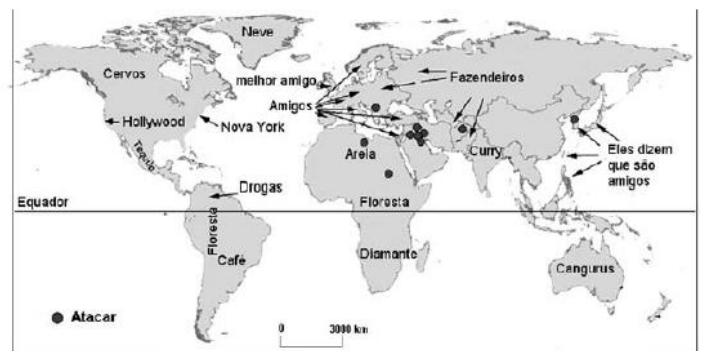 Neve
Cervos
melhor amigo
Fazendeiros
Amigos
Hollywood
Nova York
Tequila
Areia
Curry
Eles dizem
que são
amigos
Drogas
Equador
Floresta
Floresta
Café
Diamante
Cangurus
Atacar
0 3000 km